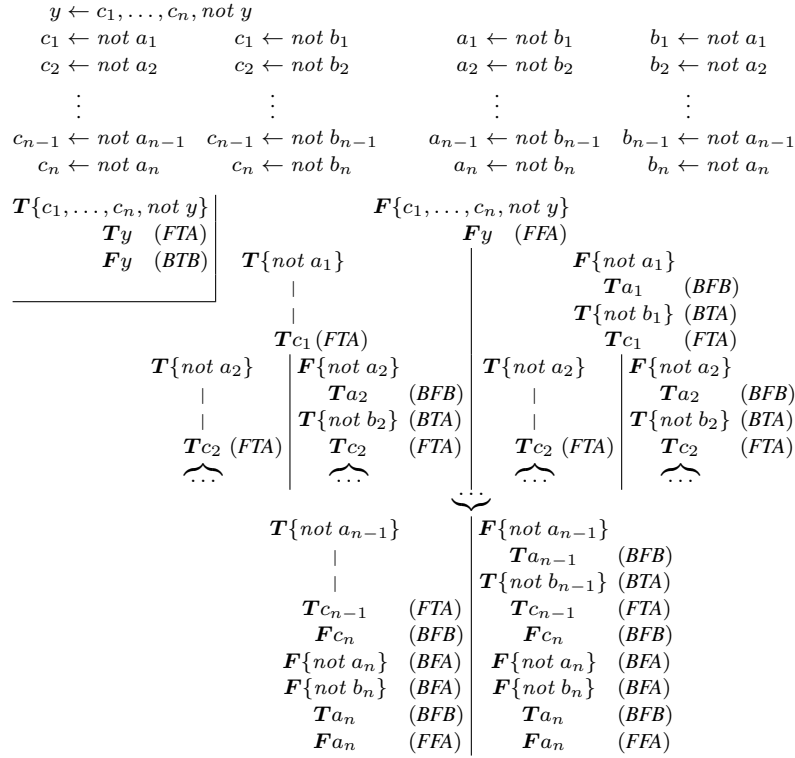 y ← c₁, . . . , cₙ, not y
c₁ ← not a₁ c₁ ← not b₁ a₁ ← not b₁ b₁ ← not a₁
c₂ ← not a₂ c₂ ← not b₂ a₂ ← not b₂ b₂ ← not a₂
⋮ ⋮ ⋮ ⋮
cₙ₋₁ ← not aₙ₋₁ cₙ₋₁ ← not bₙ₋₁ aₙ₋₁ ← not bₙ₋₁ bₙ₋₁ ← not aₙ₋₁
cₙ ← not aₙ cₙ ← not bₙ aₙ ← not bₙ bₙ ← not aₙ
T{c₁, . . . , cₙ, not y} F{c₁, . . . , cₙ, not y}
Ty (FTA) Fy (FFA)
Fy (BTB) T{not a₁} F{not a₁}
Ta₁ (BFB)
T{not b₁} (BTA)
Tc₁ (FTA) Tc₁ (FTA)
T{not a₂} F{not a₂} T{not a₂} F{not a₂}
Ta₂ (BFB) Ta₂ (BFB)
T{not b₂} (BTA) T{not b₂} (BTA)
Tc₂ (FTA) Tc₂ (FTA) Tc₂ (FTA) Tc₂ (FTA)
. . . . . . . . . . . .
. . .
T{not aₙ₋₁} F{not aₙ₋₁}
Taₙ₋₁ (BFB)
T{not bₙ₋₁} (BTA)
Tcₙ₋₁ (FTA) Tcₙ₋₁ (FTA)
Fcₙ (BFB) Fcₙ (BFB)
F{not aₙ} (BFA) F{not aₙ} (BFA)
F{not bₙ} (BFA) F{not bₙ} (BFA)
Taₙ (BFB) Taₙ (BFB)
Faₙ (FFA) Faₙ (FFA)